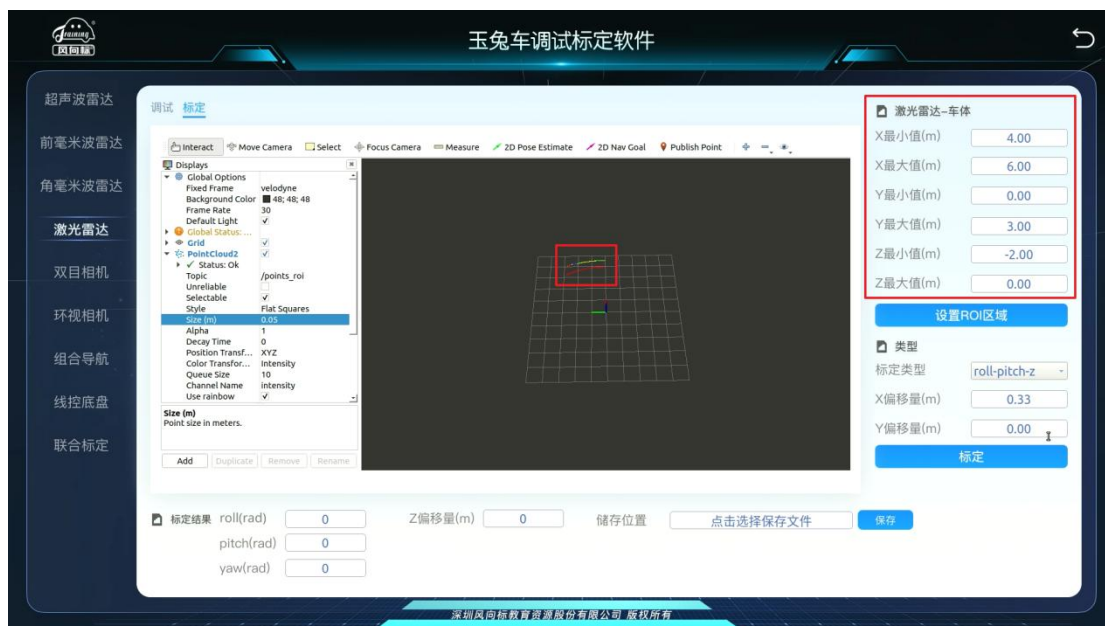 风向标
玉兔车调试标定软件
超声波雷达
前毫米波雷达
角毫米波雷达
激光雷达
双目相机
环视相机
组合导航
线控底盘
联合标定
调试 标定
Interact Move Camera Select Focus Camera Measure 2D Pose Estimate 2D Nav Goal Publish Point
Displays
Global Options
Fixed Frame velodyne
Background Color 48; 48; 48
Frame Rate 30
Default Light
Global Status: ...
Grid
PointCloud2
Status: Ok
Topic /points_roi
Unreliable
Selectable
Style Flat Squares
Size (m) 0.05
Alpha 1
Decay Time 0
Position Transf... XYZ
Color Transfor... Intensity
Queue Size 10
Channel Name intensity
Use rainbow
Size (m)
Point size in meters.
Add Duplicate Remove Rename
激光雷达-车体
X最小值(m) 4.00
X最大值(m) 6.00
Y最小值(m) 0.00
Y最大值(m) 3.00
Z最小值(m) -2.00
Z最大值(m) 0.00
设置ROI区域
类型
标定类型 roll-pitch-z
X偏移量(m) 0.33
Y偏移量(m) 0.00
标定
标定结果 roll(rad) 0 Z偏移量(m) 0 储存位置 点击选择保存文件 保存
pitch(rad) 0
yaw(rad) 0
深圳风向标教育资源股份有限公司 版权所有